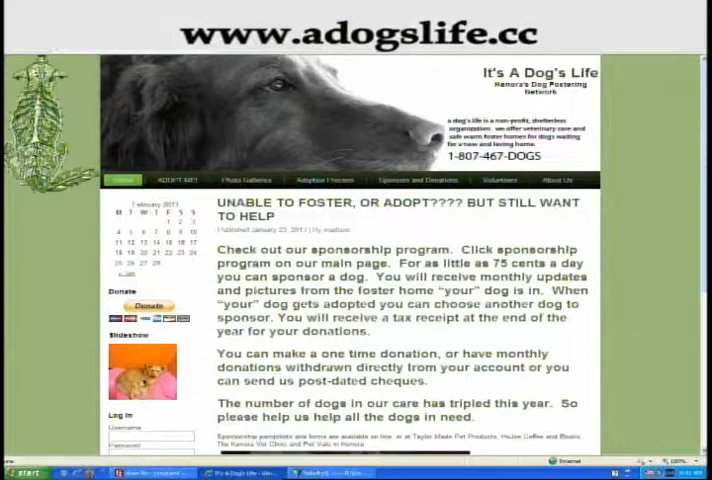 www.adogslife.cc
It's A Dog's Life
Kenora's Dog Fostering
Network
a dog's life is a non-profit, shelterless
organization. we offer veterinary care and
safe warm foster homes for dogs waiting
for a new and loving home.
1-807-467-DOGS
Home ADOPT ME! Photo Galleries Adoption Process Sponsors and Donations Volunteers About Us
February 2013
M T W T F S S
1 2 3
4 5 6 7 8 9 10
11 12 13 14 15 16 17
18 19 20 21 22 23 24
25 26 27 28
« Jan
Donate
Donate
Slideshow
Log In
Username
Password
UNABLE TO FOSTER, OR ADOPT???? BUT STILL WANT
TO HELP
Published January 23, 2013 | By
Check out our sponsorship program. Click sponsorship
program on our main page. For as little as 75 cents a day
you can sponsor a dog. You will receive monthly updates
and pictures from the foster home "your" dog is in. When
"your" dog gets adopted you can choose another dog to
sponsor. You will receive a tax receipt at the end of the
year for your donations.
You can make a one time donation, or have monthly
donations withdrawn directly from your account or you
can send us post-dated cheques.
The number of dogs in our care has tripled this year. So
please help us help all the dogs in need.
Sponsorship pamphlets and forms are available on line, or at Taylor Made Pet Products, HoJoe Coffee and Books,
The Kenora Vet Clinic and Pet Valu in Kenora
start
Internet
100%